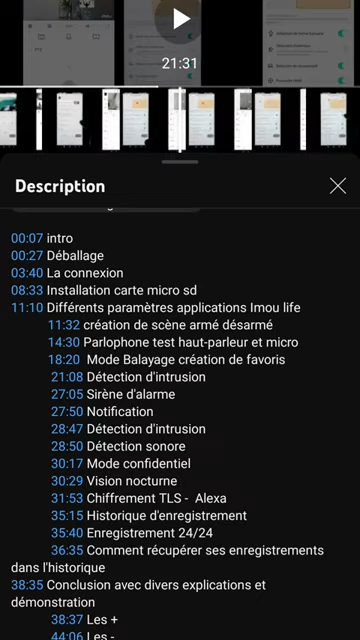 21:31
Description
00:07 intro
00:27 Déballage
03:40 La connexion
08:33 Installation carte micro sd
11:10 Différents paramètres applications Imou life
11:32 création de scène armé désarmé
14:30 Parlophone test haut-parleur et micro
18:20 Mode Balayage création de favoris
21:08 Détection d'intrusion
27:05 Sirène d'alarme
27:50 Notification
28:47 Détection d'intrusion
28:50 Détection sonore
30:17 Mode confidentiel
30:29 Vision nocturne
31:53 Chiffrement TLS - Alexa
35:15 Historique d'enregistrement
35:40 Enregistrement 24/24
36:35 Comment récupérer ses enregistrements
dans l'historique
38:35 Conclusion avec divers explications et
démonstration
38:37 Les +
44:06 Les -